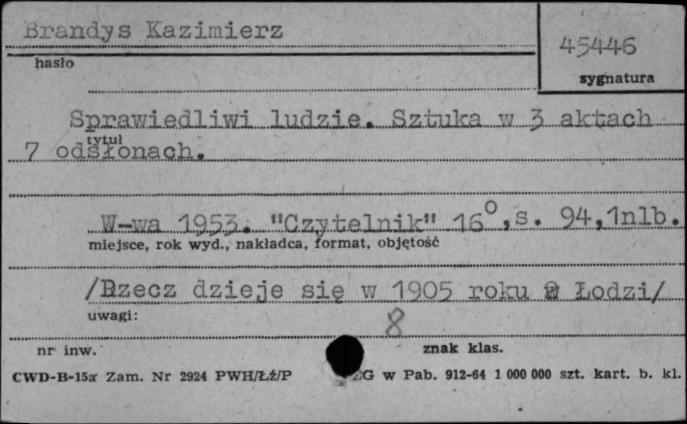 Brandys Kazimierz
45446
hasło
sygnatura
Sprawiedliwi ludzie. Sztuka w 3 aktach
tytuł
7 odsłonach.
W-wa 1953. "Czytelnik" 16°, s. 94,1nlb.
miejsce, rok wyd., nakładca, format, objętość
/Rzecz dzieje się w 1905 roku w Łodzi/
uwagi:
8
nr inw.
znak klas.
CWD-B-15a Zam. Nr 2924 PWH/Łź/P ZG w Pab. 912-64 1 000 000 szt. kart. b. kl.